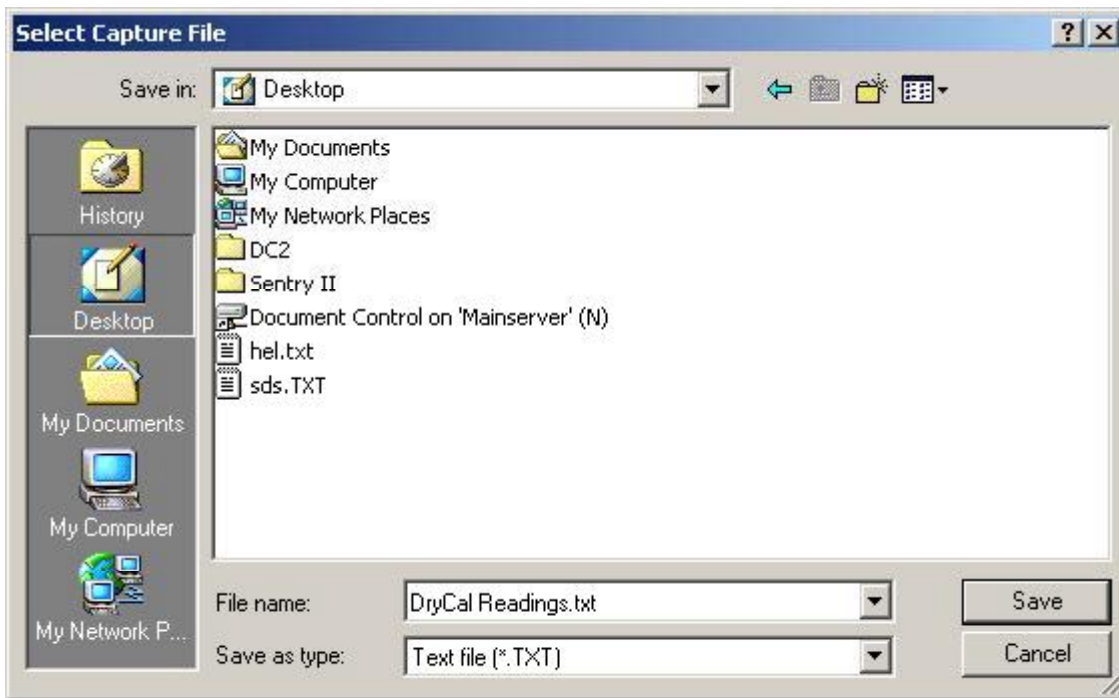 Select Capture File
Save in: Desktop
History
Desktop
My Documents
My Computer
My Network P...
My Documents
My Computer
My Network Places
DC2
Sentry II
Document Control on 'Mainserver' (N)
hel.txt
sds.TXT
File name: DryCal Readings.txt
Save
Save as type: Text file (*.TXT)
Cancel